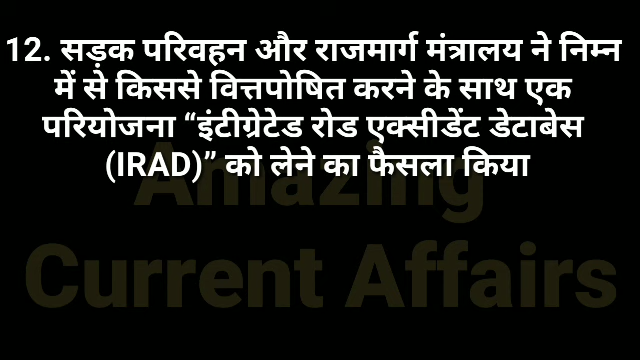 12. सड़क परिवहन और राजमार्ग मंत्रालय ने निम्न
में से किससे वित्तपोषित करने के साथ एक
परियोजना “इंटीग्रेटेड रोड एक्सीडेंट डेटाबेस
(IRAD)” को लेने का फैसला किया
Amazing
Current Affairs